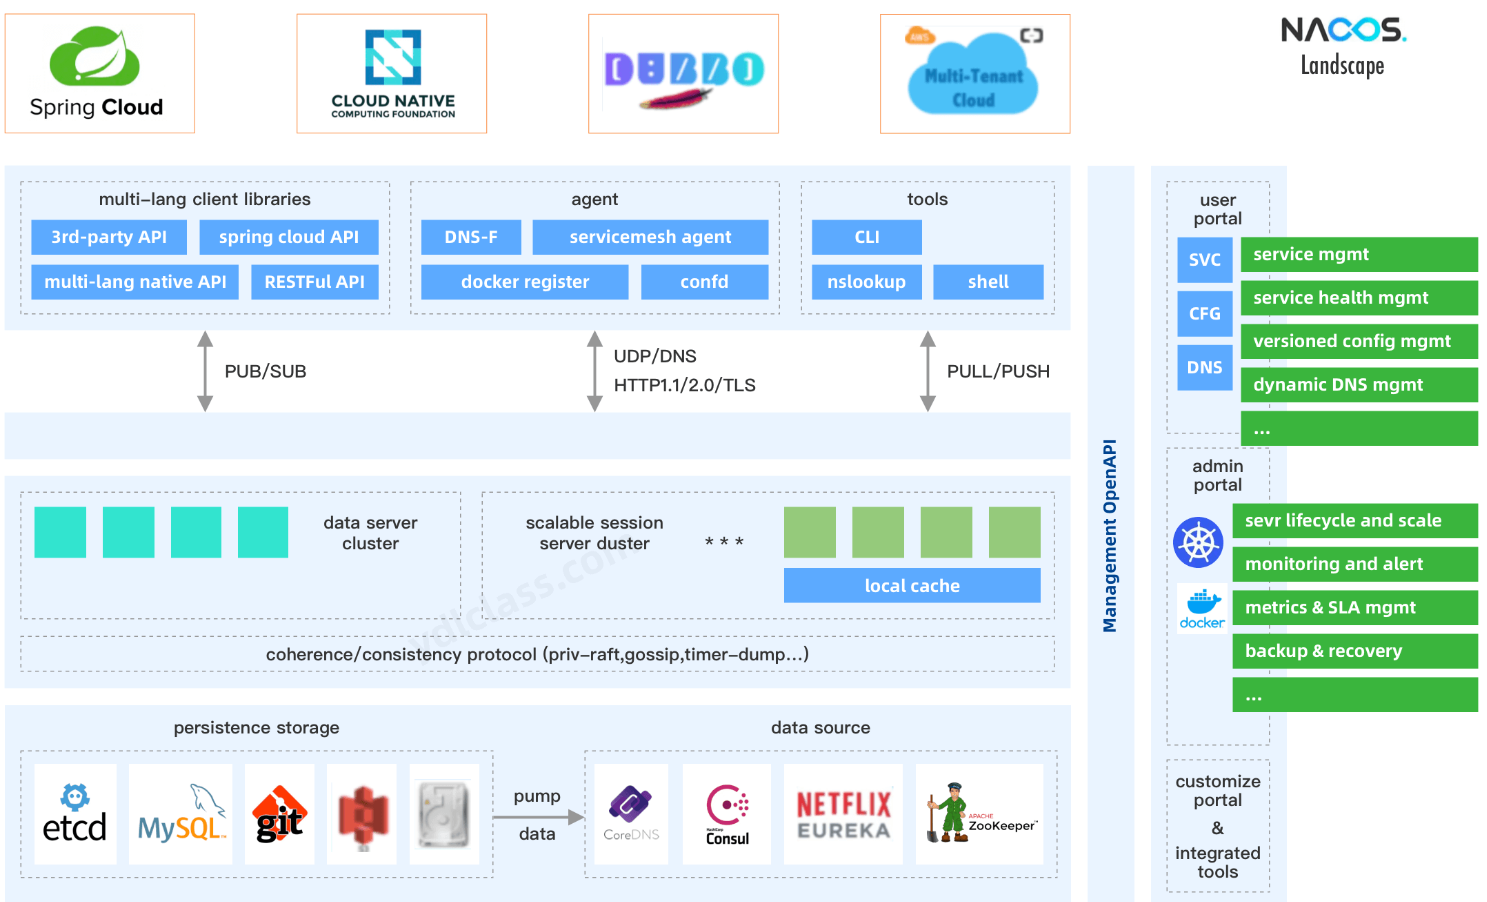 Spring Cloud
CLOUD NATIVE
COMPUTING FOUNDATION
DUBBO
AWS
Multi-Tenant
Cloud
NACOS.
Landscape
multi-lang client libraries
3rd-party API
spring cloud API
multi-lang native API
RESTFul API
agent
DNS-F
servicemesh agent
docker register
confd
tools
CLI
nslookup
shell
PUB/SUB
UDP/DNS
HTTP1.1/2.0/TLS
PULL/PUSH
data server
cluster
scalable session
server duster
***
local cache
coherence/consistency protocol (priv-raft,gossip,timer-dump...)
persistence storage
etcd
MySQL™
git
pump
data
data source
CoreDNS
HashiCorp
Consul
NETFLIX
EUREKA
APACHE
ZooKeeper™
Management OpenAPI
user
portal
SVC
CFG
DNS
service mgmt
service health mgmt
versioned config mgmt
dynamic DNS mgmt
...
admin
portal
docker
sevr lifecycle and scale
monitoring and alert
metrics & SLA mgmt
backup & recovery
...
customize
portal
&
integrated
tools